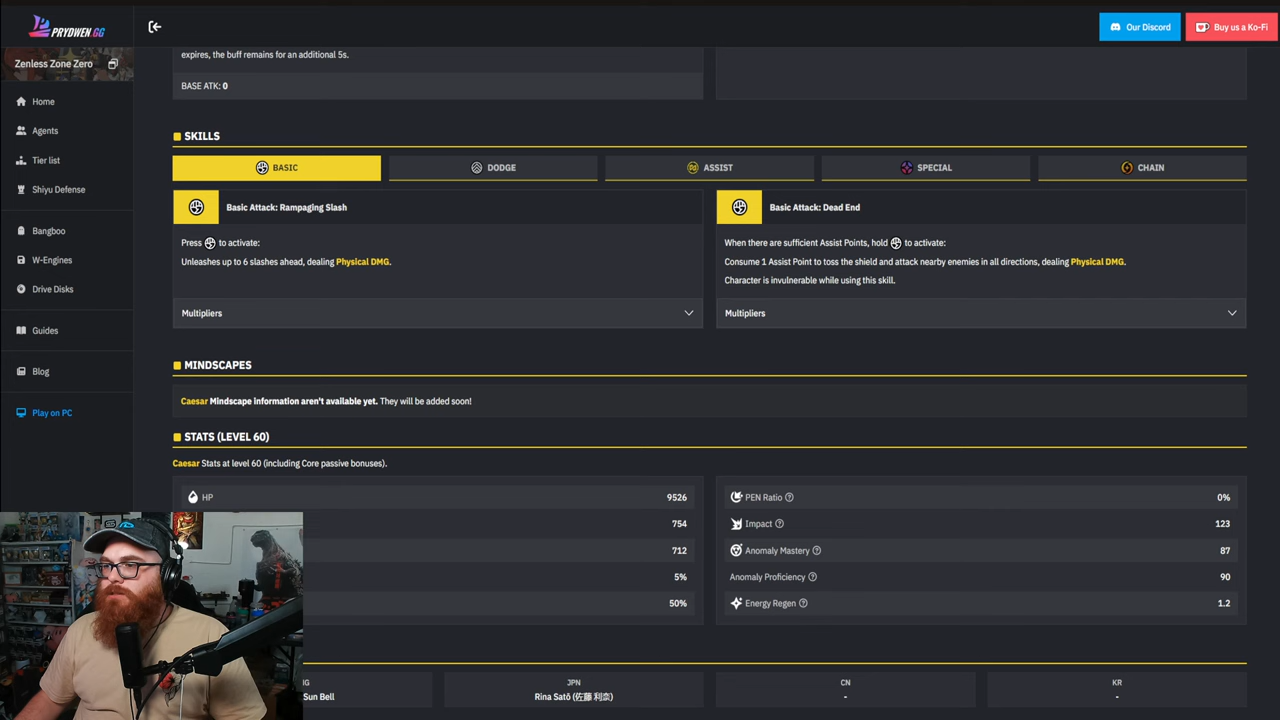 PRYDWEN.GG
Our Discord
Buy us a Ko-Fi
Zenless Zone Zero
Home
Agents
Tier list
Shiyu Defense
Bangboo
W-Engines
Drive Disks
Guides
Blog
Play on PC
expires, the buff remains for an additional 5s.
BASE ATK: 0
SKILLS
BASIC
DODGE
ASSIST
SPECIAL
CHAIN
Basic Attack: Rampaging Slash
Press to activate:
Unleashes up to 6 slashes ahead, dealing Physical DMG.
Multipliers
Basic Attack: Dead End
When there are sufficient Assist Points, hold to activate:
Consume 1 Assist Point to toss the shield and attack nearby enemies in all directions, dealing Physical DMG.
Character is invulnerable while using this skill.
Multipliers
MINDSCAPES
Caesar Mindscape information aren't available yet. They will be added soon!
STATS (LEVEL 60)
Caesar Stats at level 60 (including Core passive bonuses).
HP 9526
754
712
5%
50%
PEN Ratio 0%
Impact 123
Anomaly Mastery 87
Anomaly Proficiency 90
Energy Regen 1.2
Sun Bell
JPN
Rina Satō (佐藤 利奈)
CN
-
KR
-